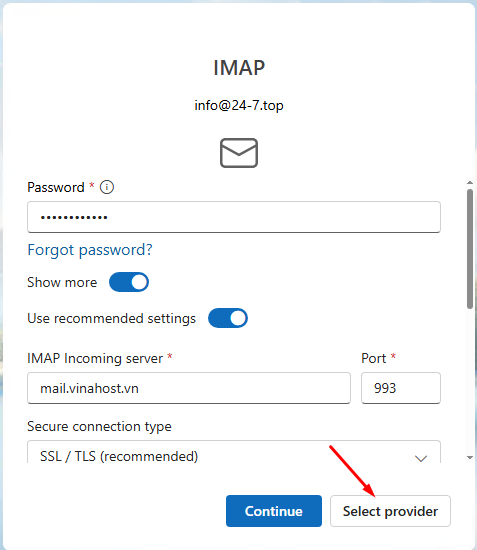 IMAP
info@24-7.top
Password *
••••••••••••
Forgot password?
Show more
Use recommended settings
IMAP Incoming server *
Port *
mail.vinahost.vn
993
Secure connection type
SSL / TLS (recommended)
Continue
Select provider